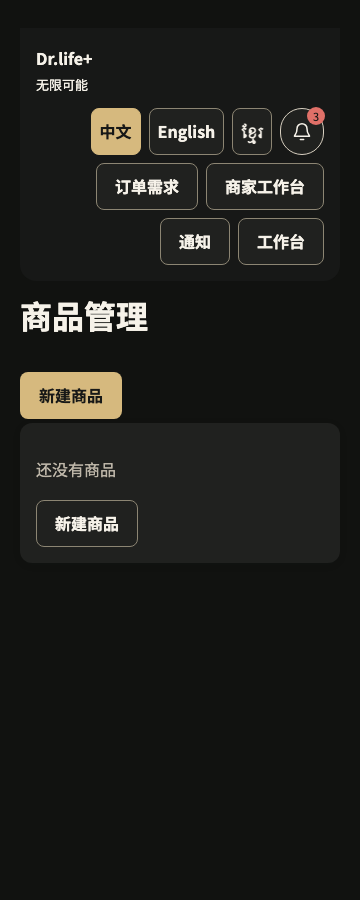 Dr.life+
无限可能
中文 English ខ្មែរ 3
订单需求 商家工作台
通知 工作台
商品管理
新建商品
还没有商品
新建商品